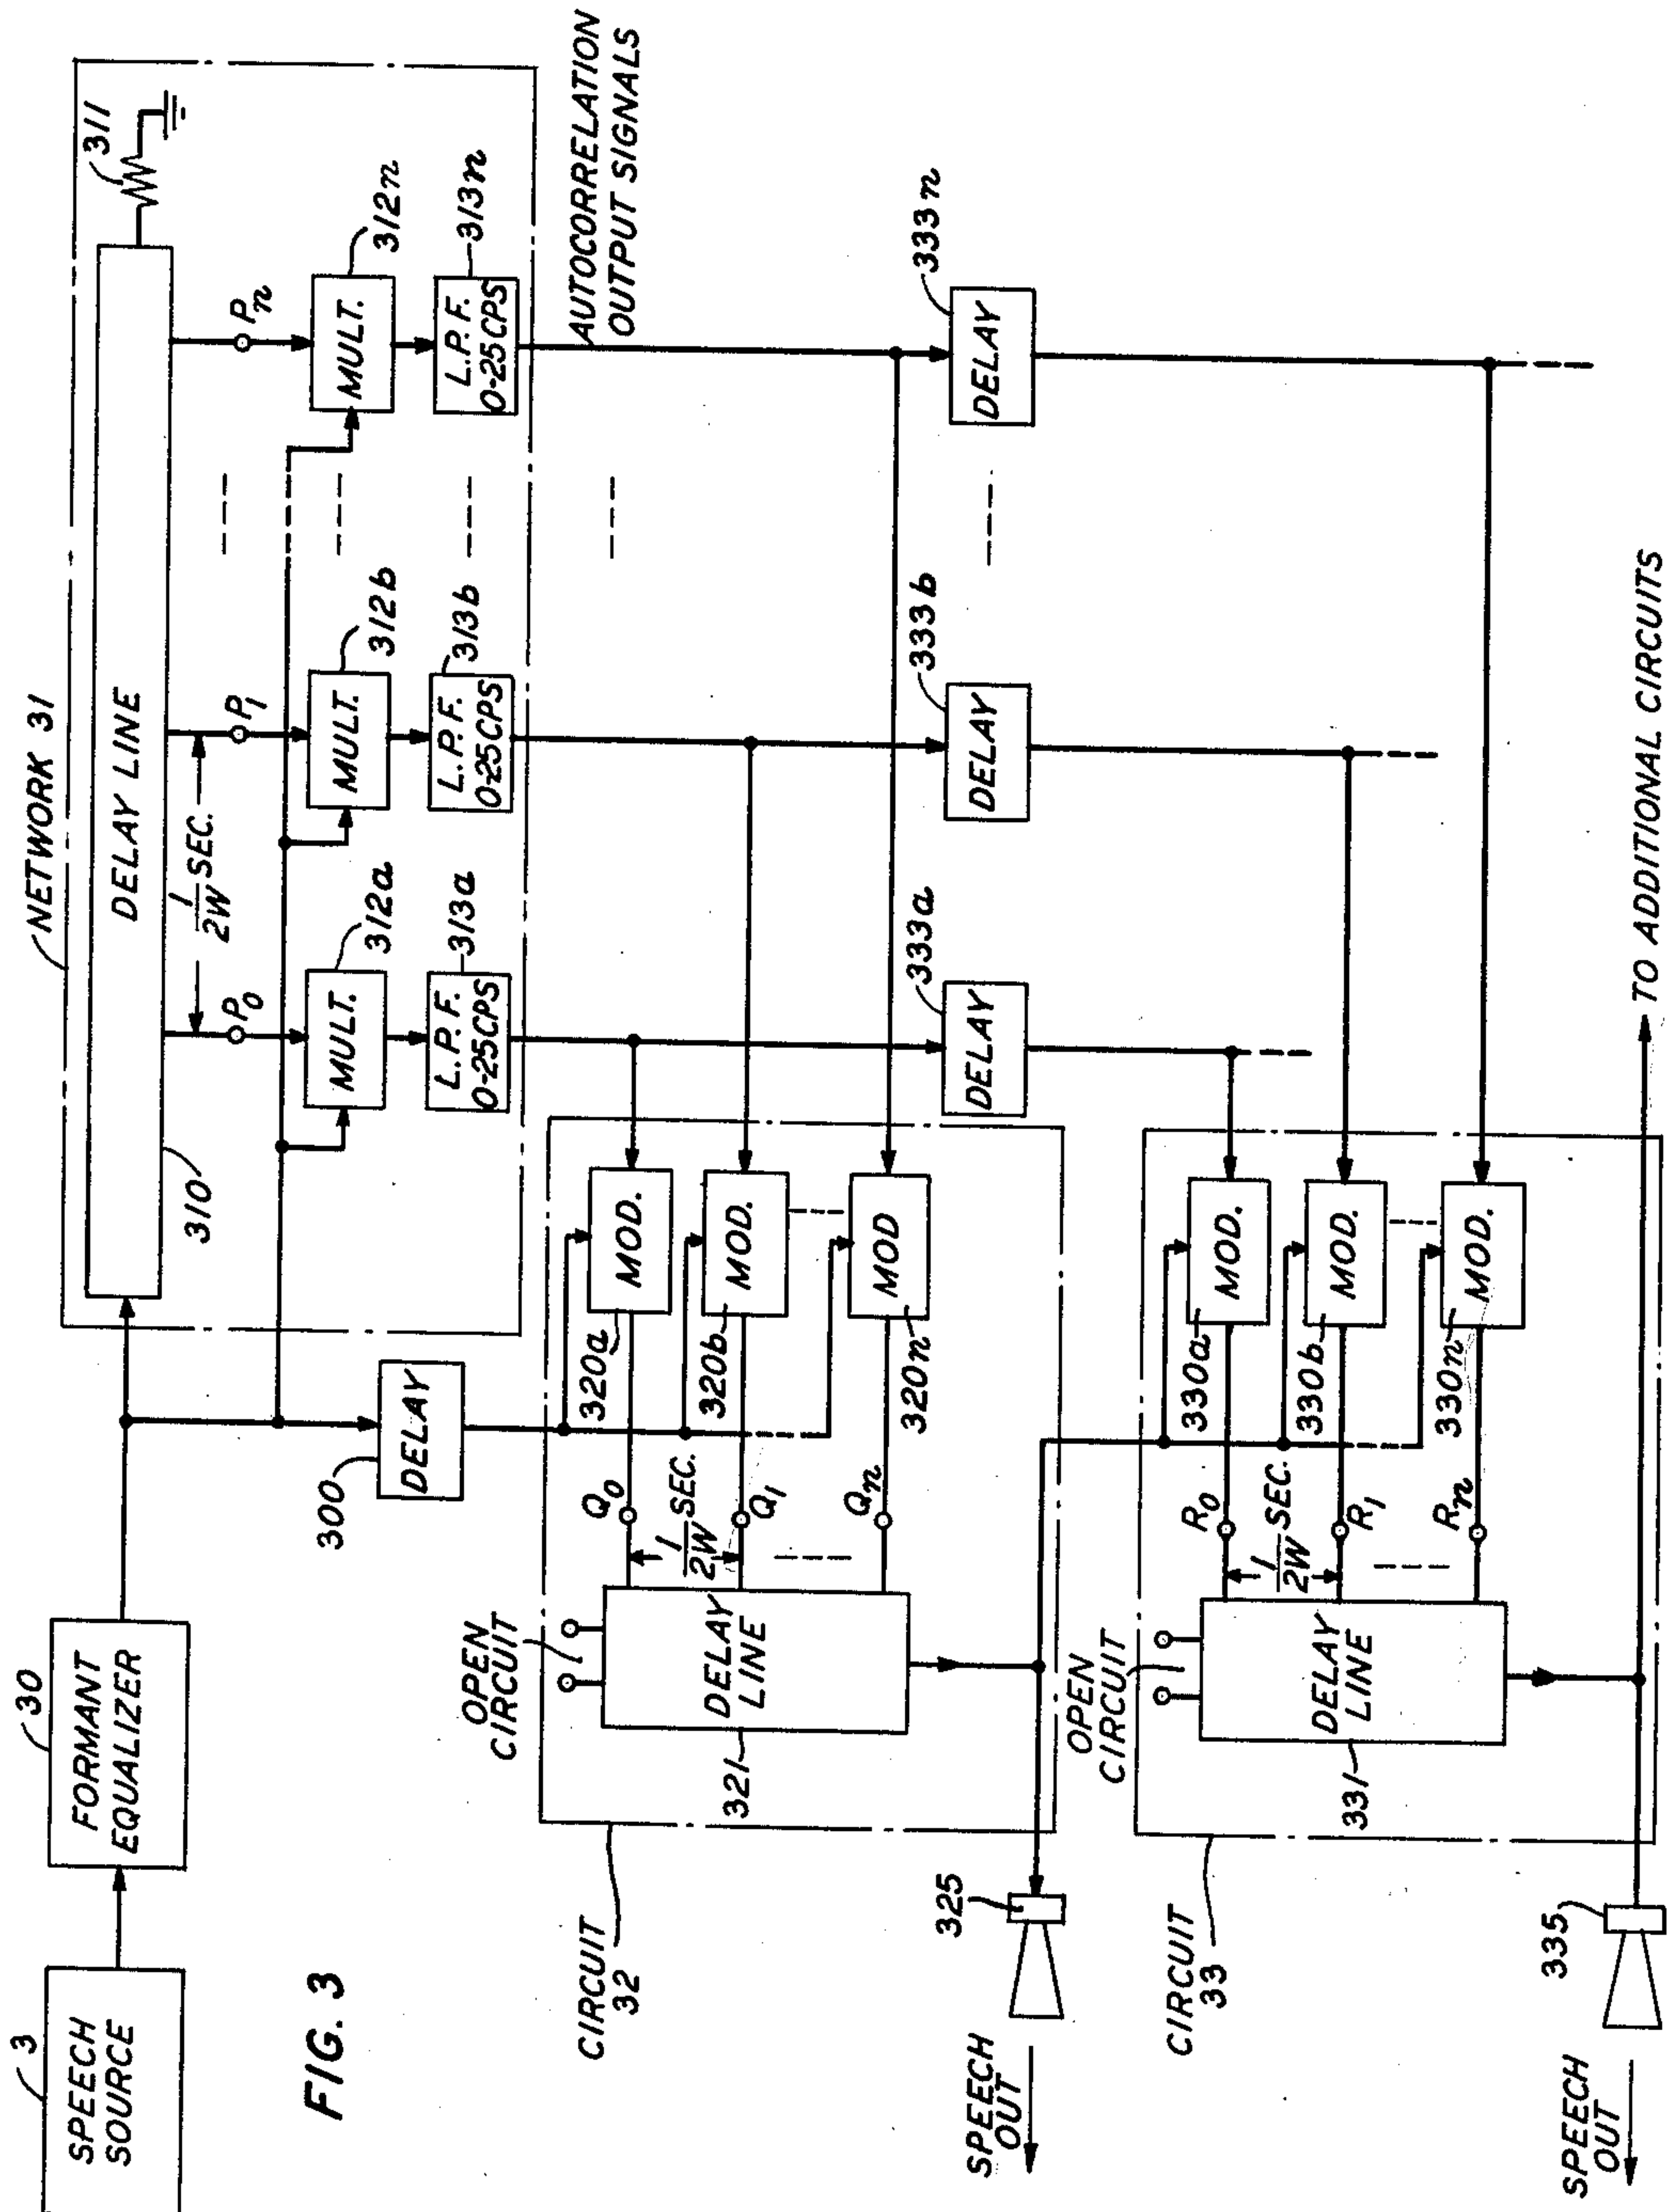 FIG. 3
3
SPEECH
SOURCE
30
FORMANT
EQUALIZER
NETWORK 31
310
DELAY LINE
311
1/2W SEC.
P0
P1
Pn
MULT.
312a
MULT.
312b
MULT.
312n
L.P.F.
0-25CPS
313a
L.P.F.
0-25CPS
313b
L.P.F.
0-25CPS
313n
AUTOCORRELATION
OUTPUT SIGNALS
300
DELAY
CIRCUIT
32
OPEN
CIRCUIT
321
DELAY
LINE
Q0
1/2W SEC.
Q1
Qn
320a
MOD.
320b
MOD.
320n
MOD
333a
DELAY
333b
DELAY
333n
DELAY
325
SPEECH
OUT
CIRCUIT
33
OPEN
CIRCUIT
331
DELAY
LINE
R0
1/2W SEC.
R1
Rn
330a
MOD.
330b
MOD.
330n
MOD.
335
SPEECH
OUT
TO ADDITIONAL CIRCUITS